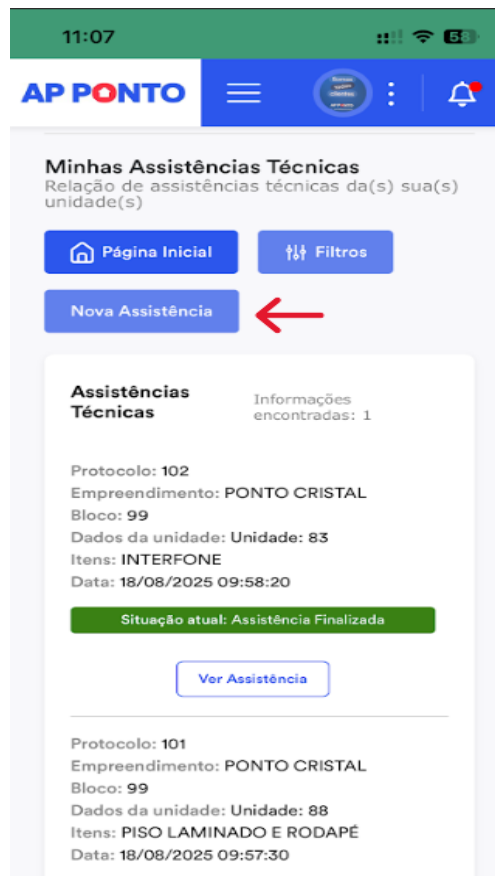 11:07
53
AP PONTO
Minhas Assistências Técnicas
Relação de assistências técnicas da(s) sua(s)
unidade(s)
Página Inicial
Filtros
Nova Assistência
Assistências
Técnicas
Informações
encontradas: 1
Protocolo: 102
Empreendimento: PONTO CRISTAL
Bloco: 99
Dados da unidade: Unidade: 83
Itens: INTERFONE
Data: 18/08/2025 09:58:20
Situação atual: Assistência Finalizada
Ver Assistência
Protocolo: 101
Empreendimento: PONTO CRISTAL
Bloco: 99
Dados da unidade: Unidade: 88
Itens: PISO LAMINADO E RODAPÉ
Data: 18/08/2025 09:57:30